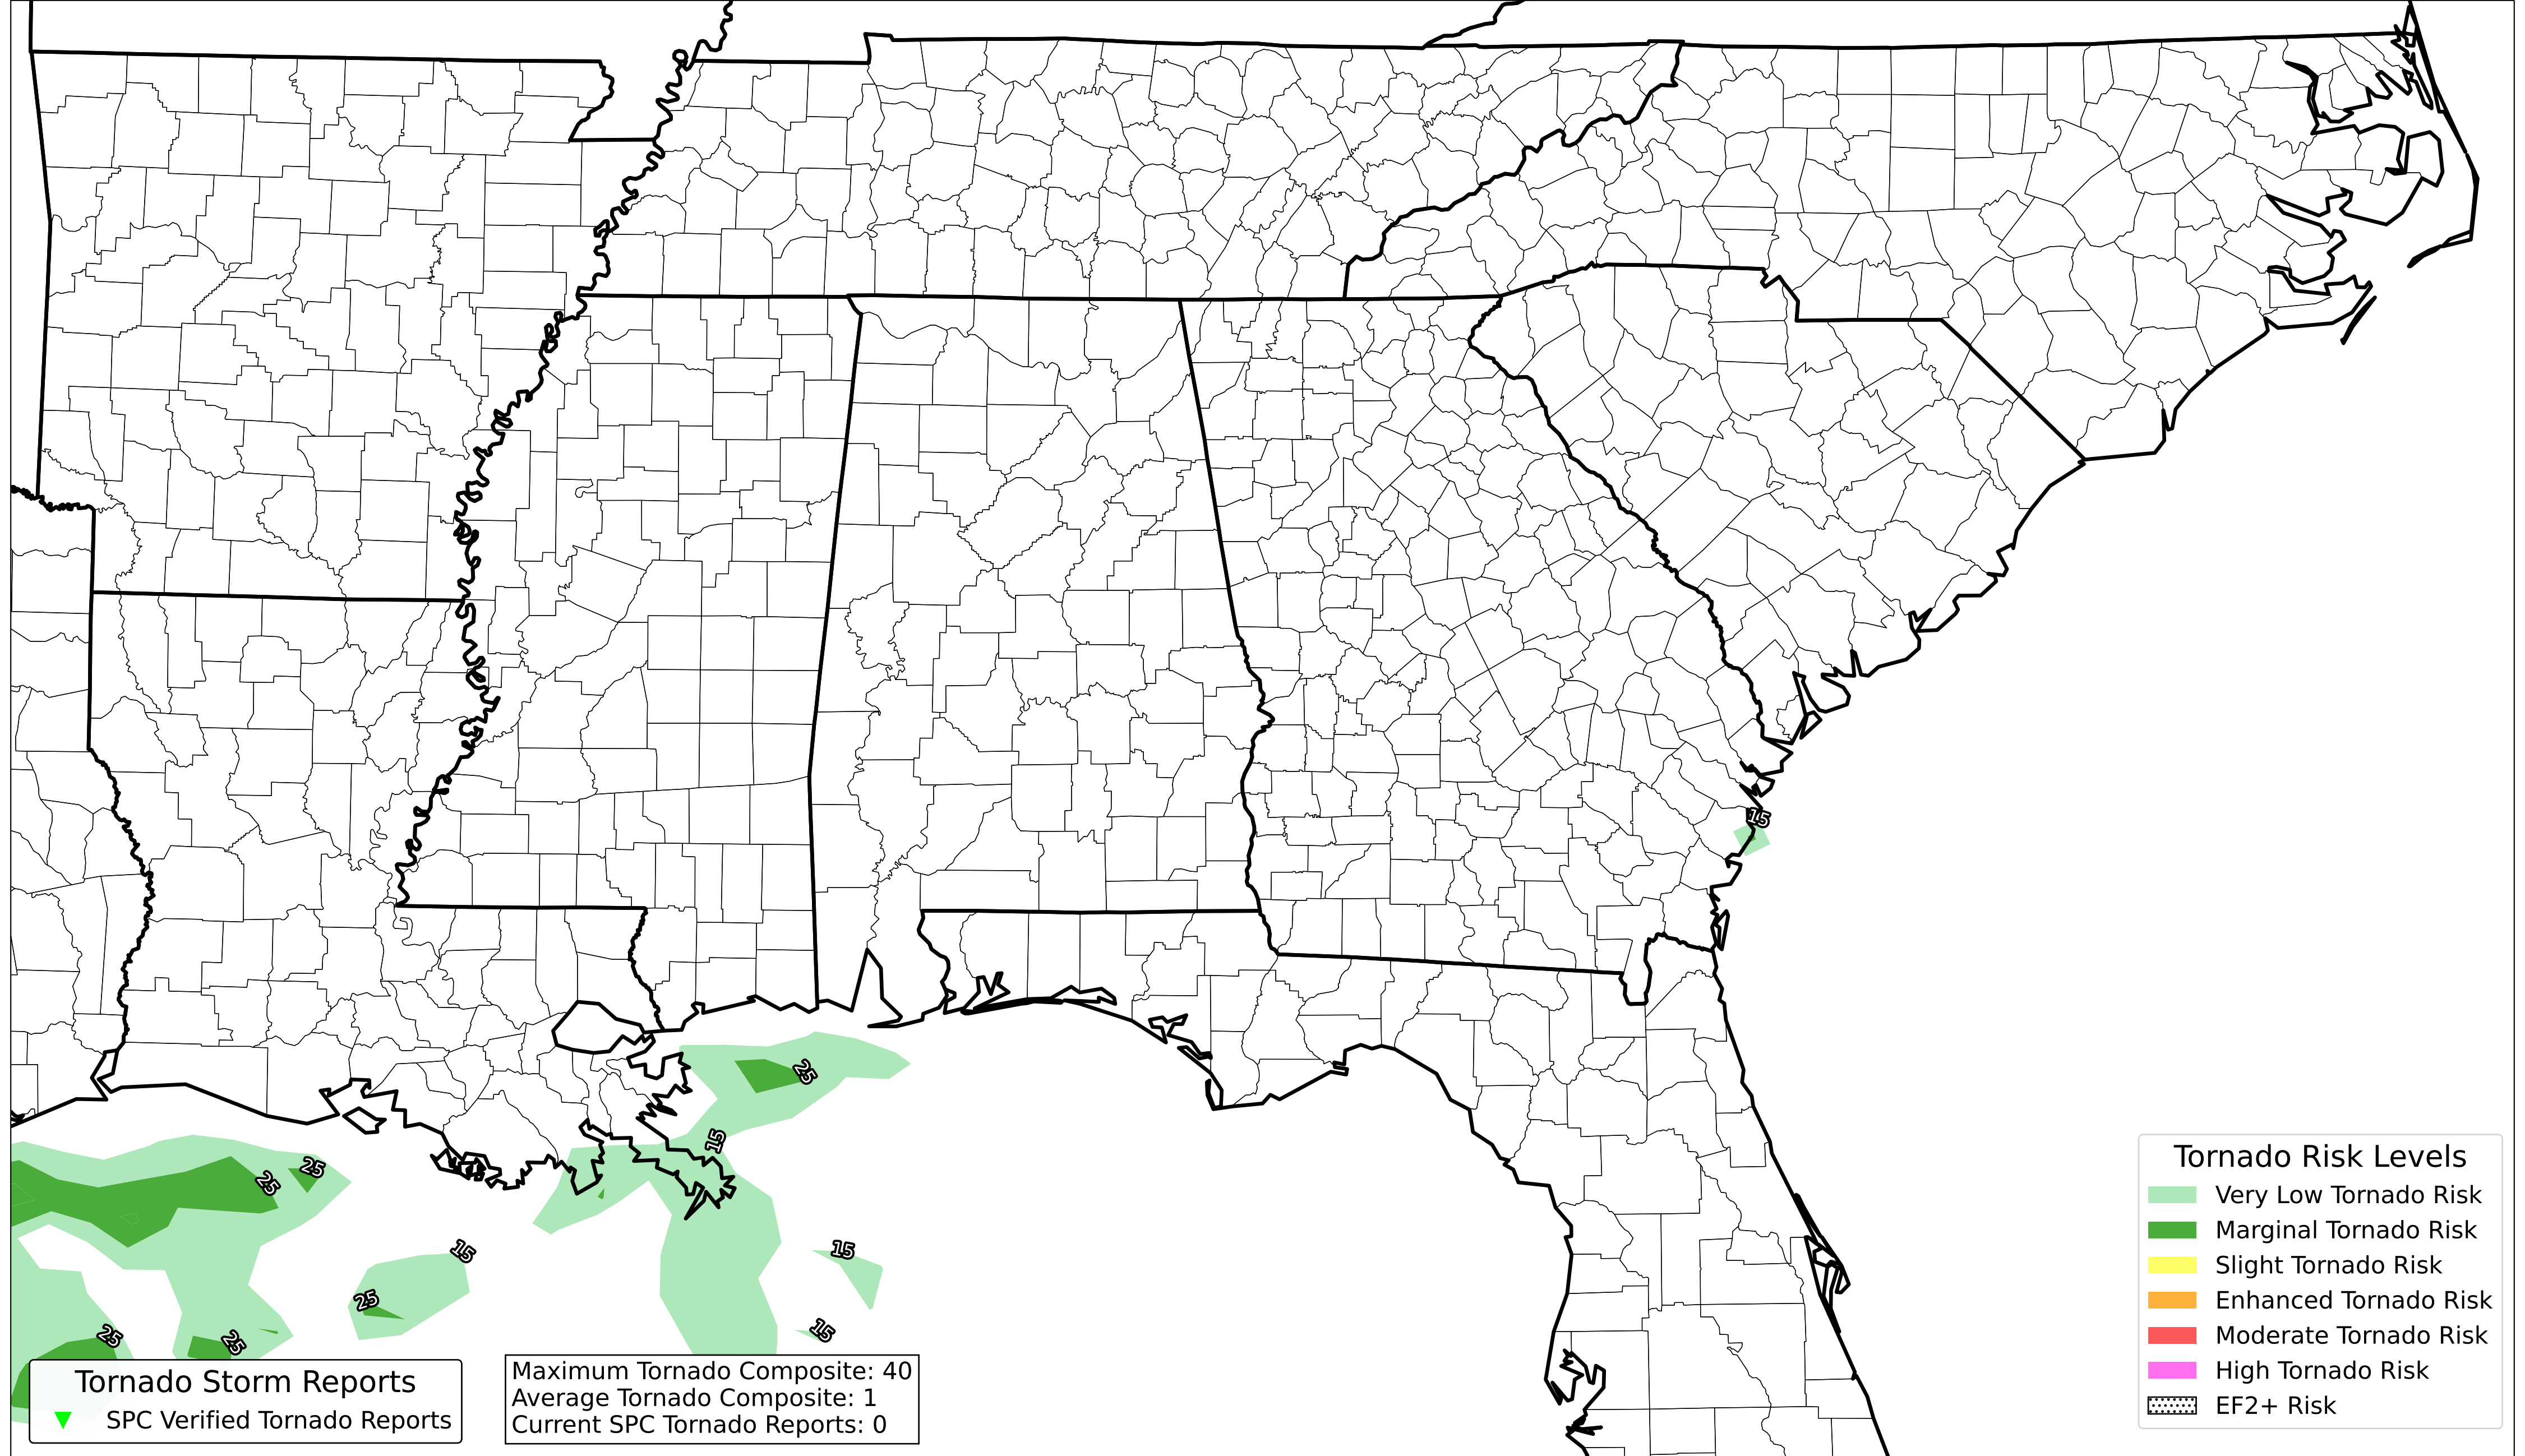 15
25
15
25
25
15
15
25
15
25
25
Tornado Risk Levels
Very Low Tornado Risk
Marginal Tornado Risk
Slight Tornado Risk
Enhanced Tornado Risk
Moderate Tornado Risk
High Tornado Risk
EF2+ Risk
Tornado Storm Reports
SPC Verified Tornado Reports
Maximum Tornado Composite: 40
Average Tornado Composite: 1
Current SPC Tornado Reports: 0